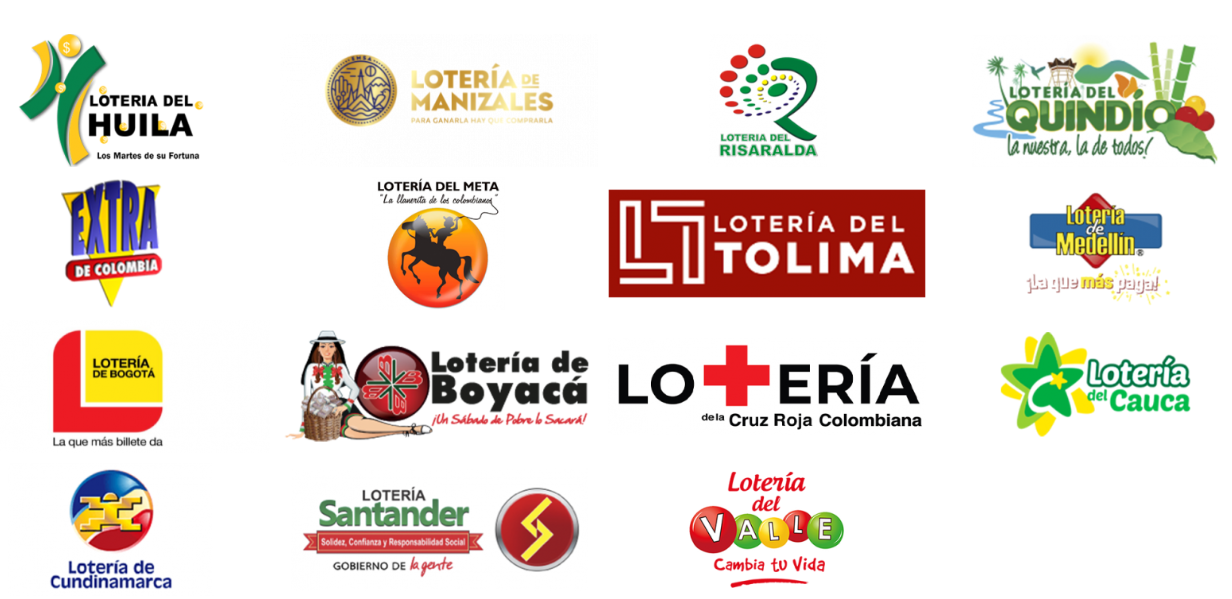 $
LOTERIA DEL
HUILA
Los Martes de su Fortuna
EMSA
LOTERÍA DE
MANIZALES
PARA GANARLA HAY QUE COMPRARLA
LOTERIA DEL
RISARALDA
LOTERÍA DEL
QUINDÍO
la nuestra, la de todos!
EXTRA
DE COLOMBIA
LOTERÍA DEL META
"La llanerita de los colombianos"
LOTERÍA DEL
TOLIMA
Lotería
de
Medellín®
¡La que más paga!
LOTERÍA
DE BOGOTÁ
La que más billete da
Lotería de
Boyacá
¡Un Sábado de Pobre lo Sacará!
LOTERÍA
de la Cruz Roja Colombiana
Lotería
del Cauca
Lotería de
Cundinamarca
LOTERÍA
Santander
Solidez, Confianza y Responsabilidad Social
GOBIERNO DE la gente
Lotería
del
VALLE
Cambia tu Vida